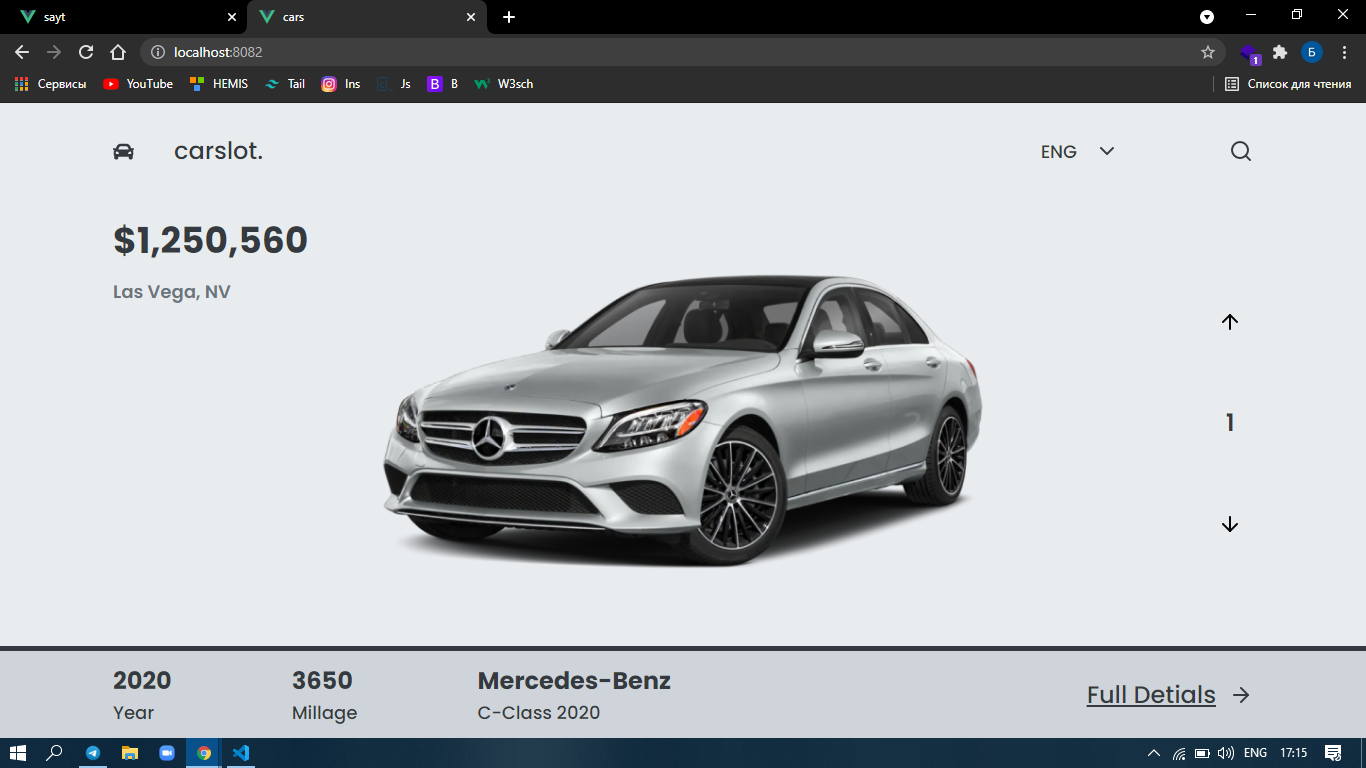 sayt
cars
localhost:8082
1
Б
Сервисы
YouTube
HEMIS
Tail
Ins
Js
B
B
W3sch
Список для чтения
carslot.
ENG
$1,250,560
Las Vega, NV
1
2020
3650
Mercedes-Benz
Year
Millage
C-Class 2020
Full Detials
ENG
17:15